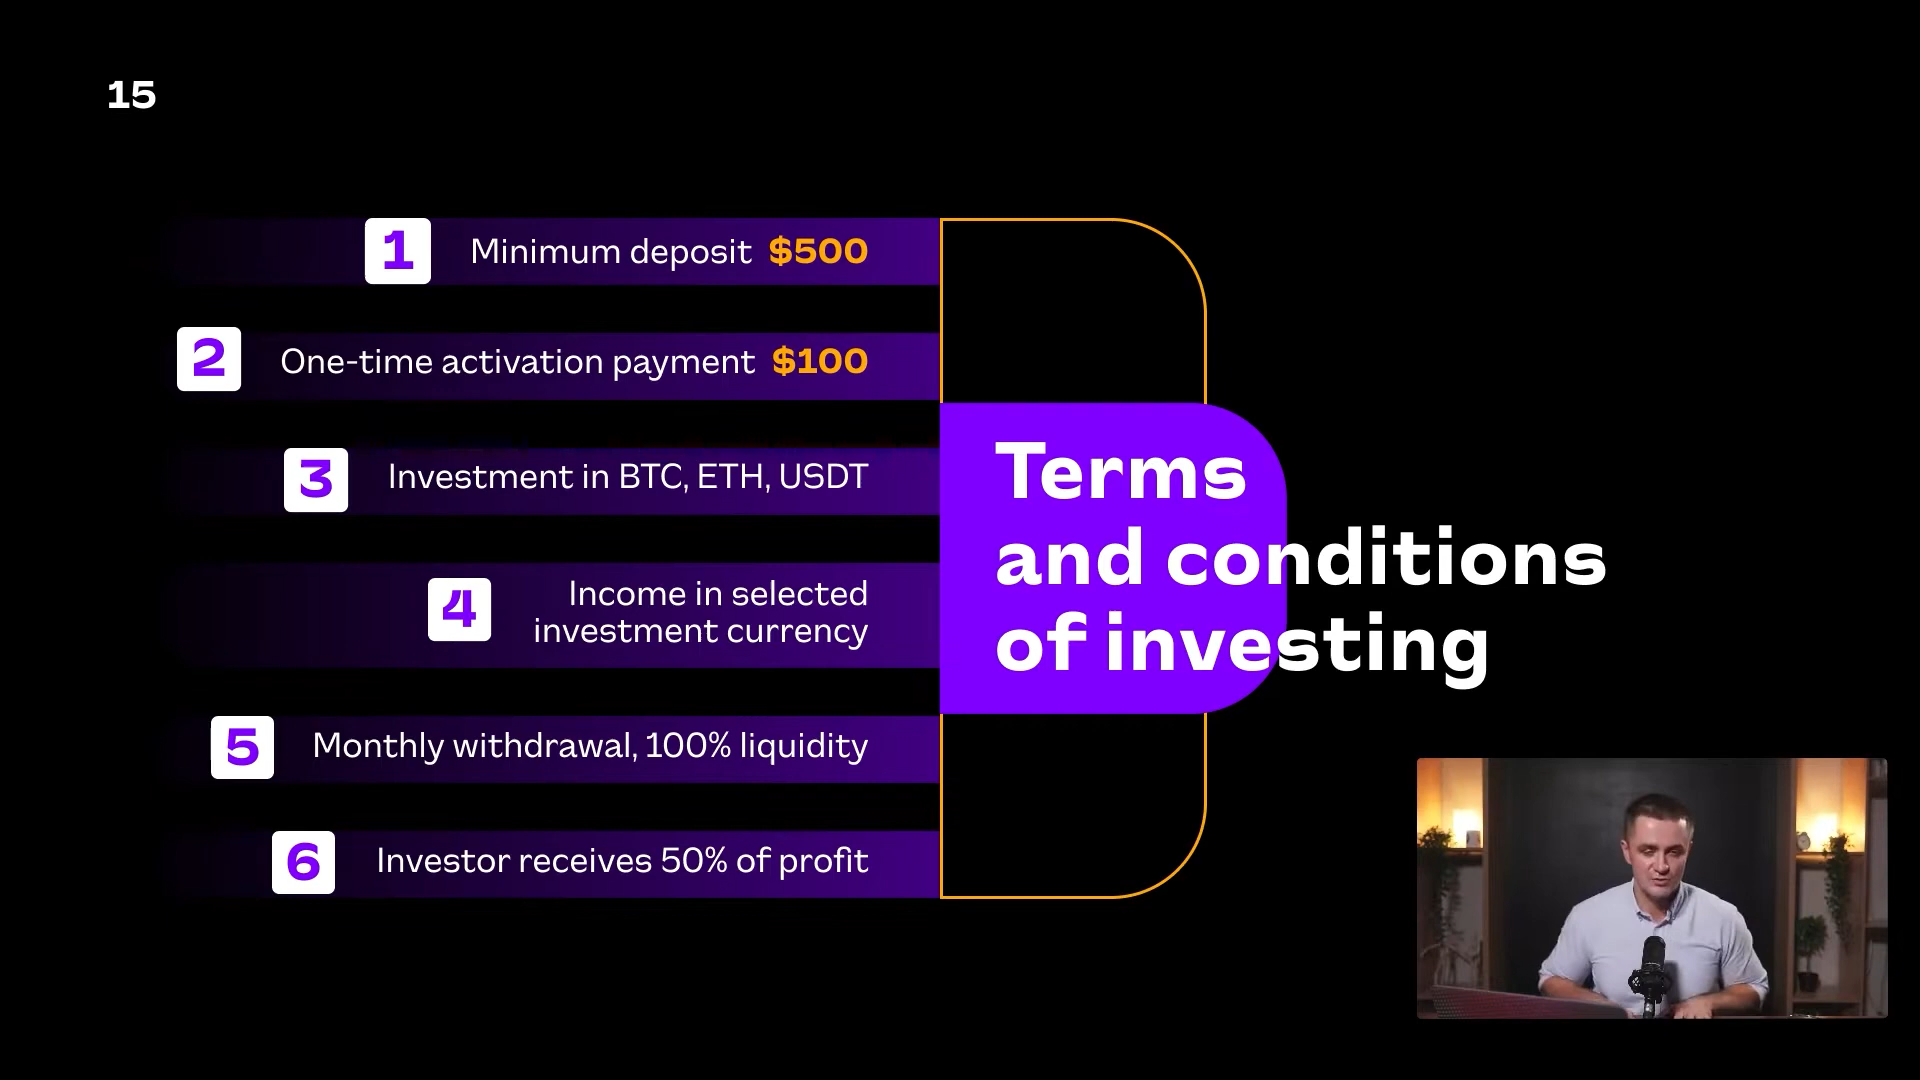 15
1 Minimum deposit $500
2 One-time activation payment $100
3 Investment in BTC, ETH, USDT
4 Income in selected
investment currency
5 Monthly withdrawal, 100% liquidity
6 Investor receives 50% of profit
Terms
and conditions
of investing